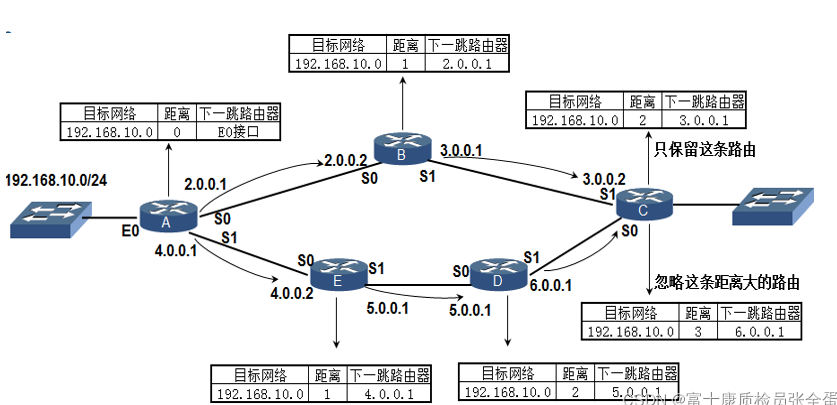 目标网络 距离 下一跳路由器
192.168.10.0 1 2.0.0.1
目标网络 距离 下一跳路由器
192.168.10.0 0 E0接口
目标网络 距离 下一跳路由器
192.168.10.0 2 3.0.0.1
只保留这条路由
B
3.0.0.1
2.0.0.2
S0
S1
192.168.10.0/24
2.0.0.1
3.0.0.2
S1
A
C
E0
S0
S0
4.0.0.1
S1
S0
S1
E
4.0.0.2
S0
S1
D
6.0.0.1
5.0.0.1
5.0.0.1
忽略这条距离大的路由
目标网络 距离 下一跳路由器
192.168.10.0 3 6.0.0.1
目标网络 距离 下一跳路由器
192.168.10.0 1 4.0.0.1
目标网络 距离 下一跳路由器
192.168.10.0 2 5.0.0.1
CSDN @富士康质检员张全蛋